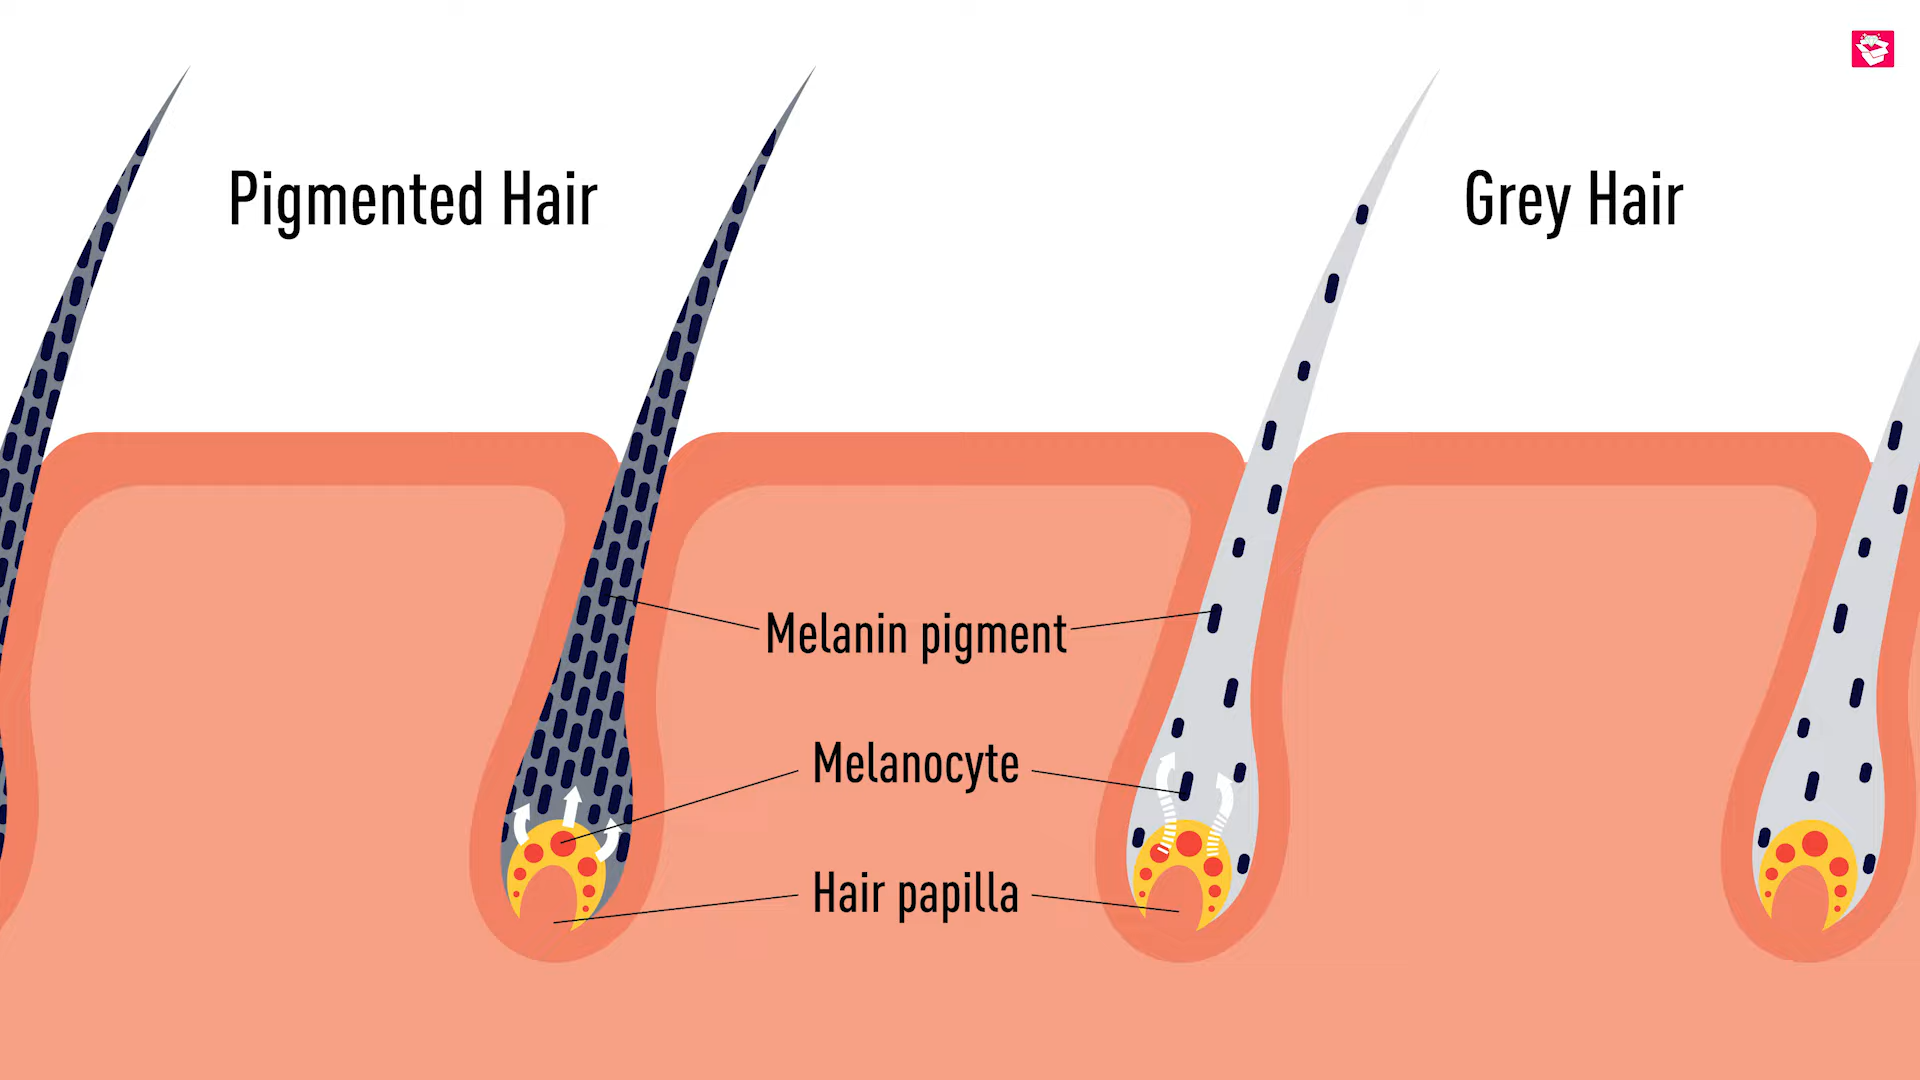 Pigmented Hair
Grey Hair
Melanin pigment
Melanocyte
Hair papilla